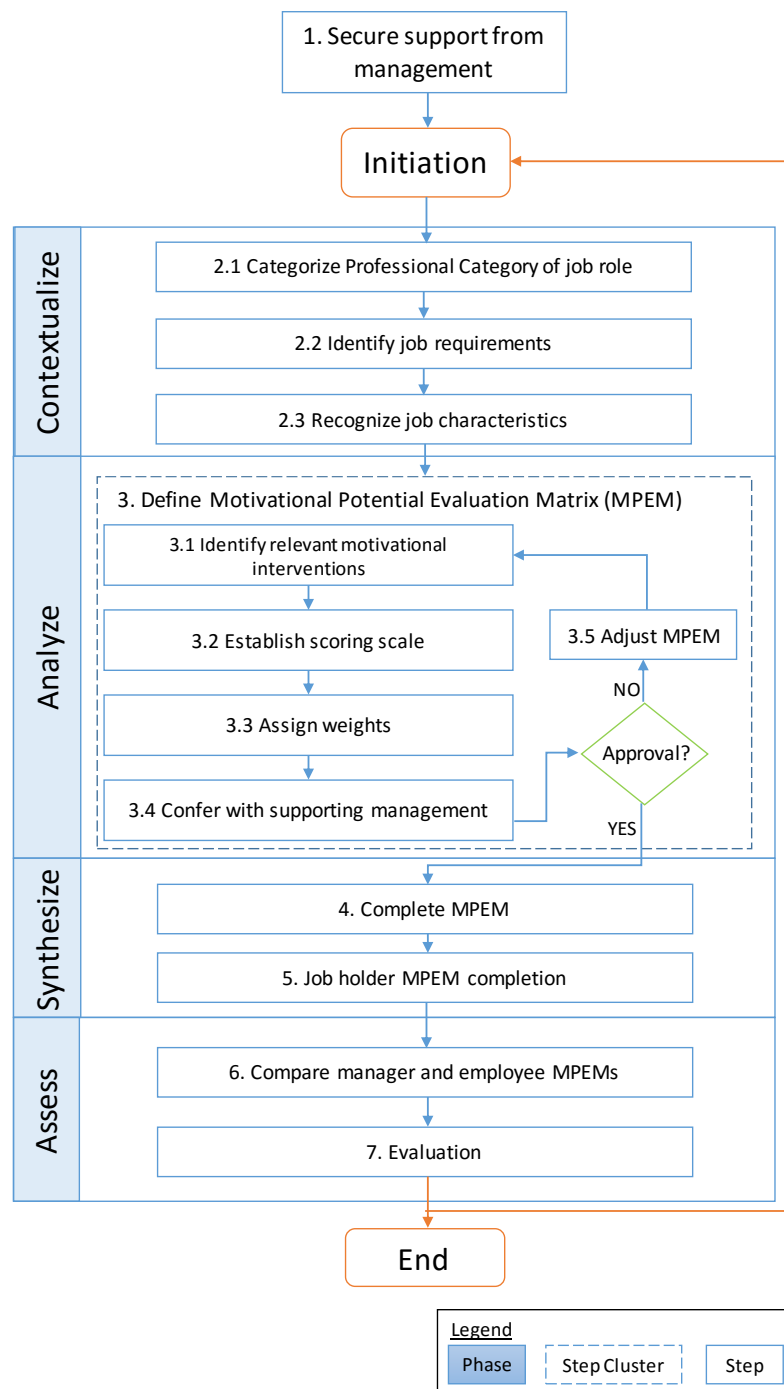 1. Secure support from
management
Initiation
Contextualize
2.1 Categorize Professional Category of job role
2.2 Identify job requirements
2.3 Recognize job characteristics
Analyze
3. Define Motivational Potential Evaluation Matrix (MPEM)
3.1 Identify relevant motivational
interventions
3.2 Establish scoring scale
3.5 Adjust MPEM
NO
3.3 Assign weights
Approval?
3.4 Confer with supporting management
YES
Synthesize
4. Complete MPEM
5. Job holder MPEM completion
Assess
6. Compare manager and employee MPEMs
7. Evaluation
End
Legend
Phase
Step Cluster
Step